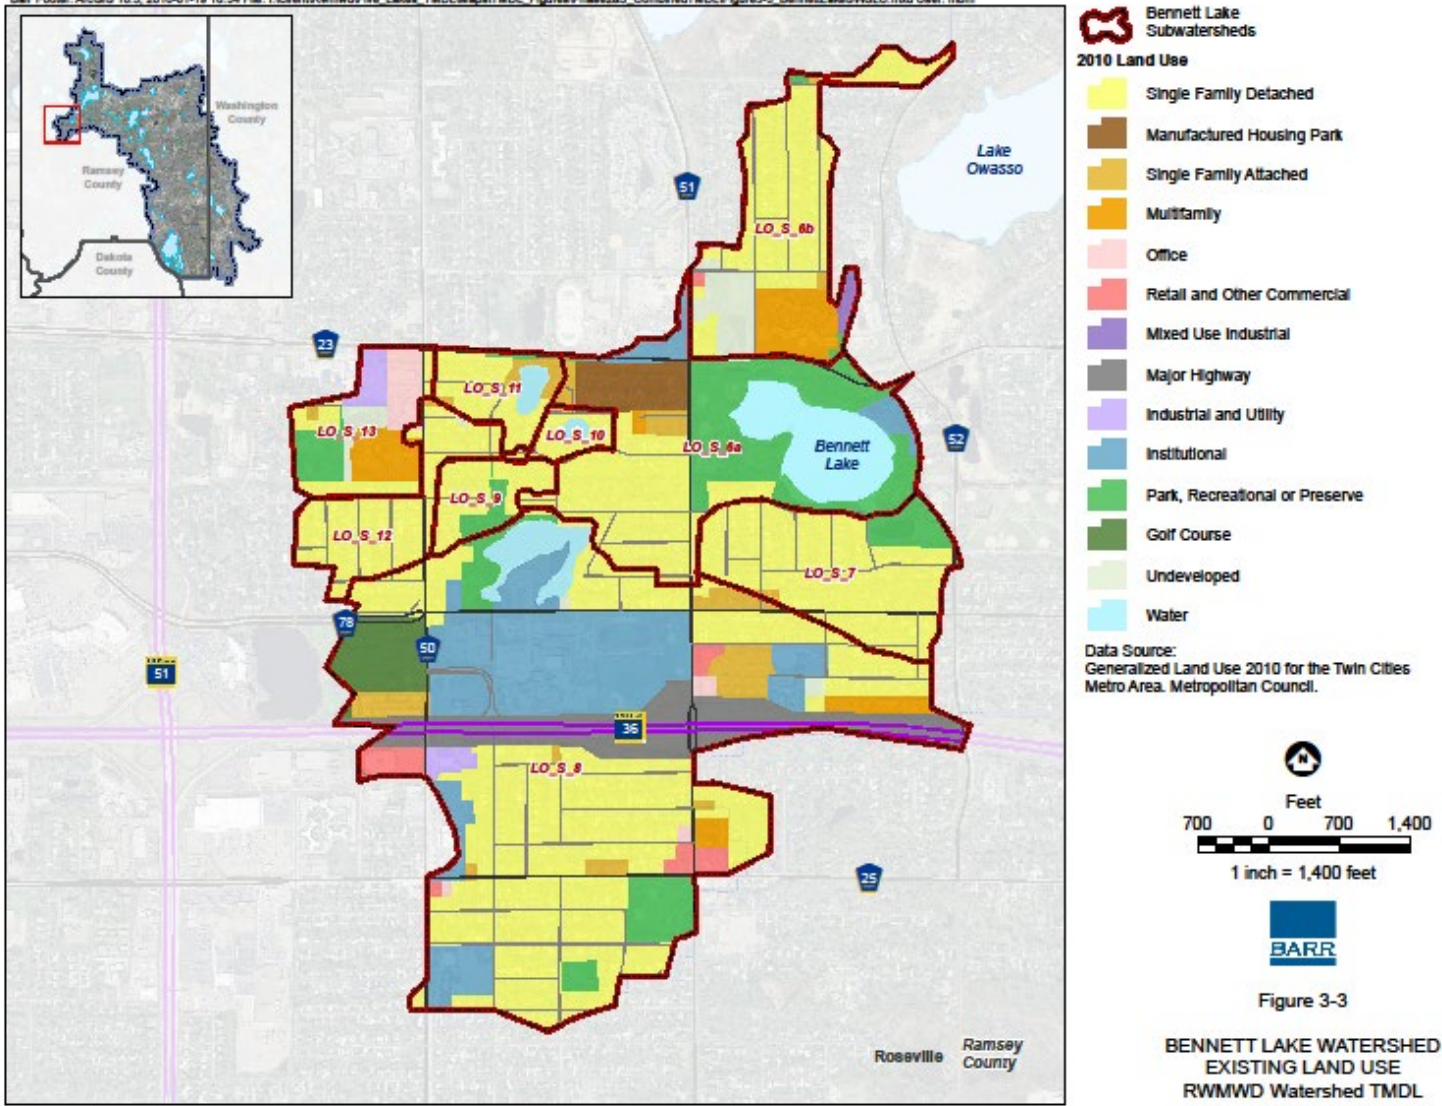 Washington
County
Ramsey
County
Dakota
County
51
Lake
Owasso
LO_S_6b
23
LO_S_11
LO_S_13
LO_S_10
LO_S_6a
Bennett
Lake
52
LO_S_9
LO_S_12
LO_S_7
78
50
51
36
LO_S_8
25
Roseville
Ramsey
County
Bennett Lake
Subwatersheds
2010 Land Use
Single Family Detached
Manufactured Housing Park
Single Family Attached
Multifamily
Office
Retail and Other Commercial
Mixed Use Industrial
Major Highway
Industrial and Utility
Institutional
Park, Recreational or Preserve
Golf Course
Undeveloped
Water
Data Source:
Generalized Land Use 2010 for the Twin Cities
Metro Area. Metropolitan Council.
N
Feet
700 0 700 1,400
1 inch = 1,400 feet
BARR
Figure 3-3
BENNETT LAKE WATERSHED
EXISTING LAND USE
RWMWD Watershed TMDL